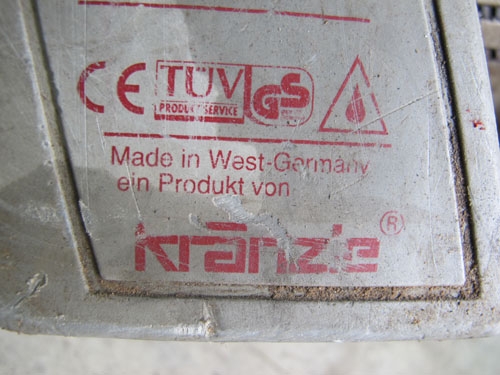 CE TÜV GS
PRODUCT SERVICE
Made in West-Germany
ein Produkt von
kränzle ®